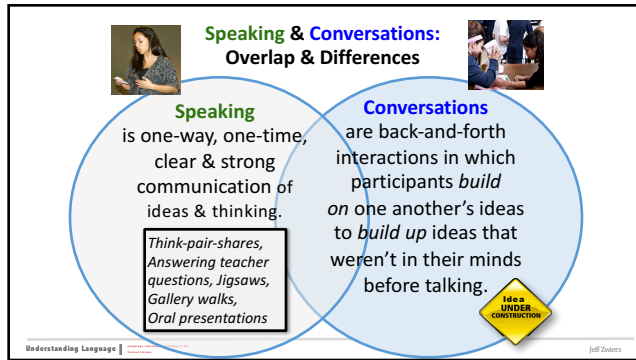 Speaking & Conversations:
Overlap & Differences
Speaking
is one-way, one-time,
clear & strong
communication of
ideas & thinking.
Think-pair-shares,
Answering teacher
questions, Jigsaws,
Gallery walks,
Oral presentations
Conversations
are back-and-forth
interactions in which
participants build
on one another’s ideas
to build up ideas that
weren’t in their minds
before talking.
Idea
UNDER
CONSTRUCTION
Understanding Language
Jeff Zwiers